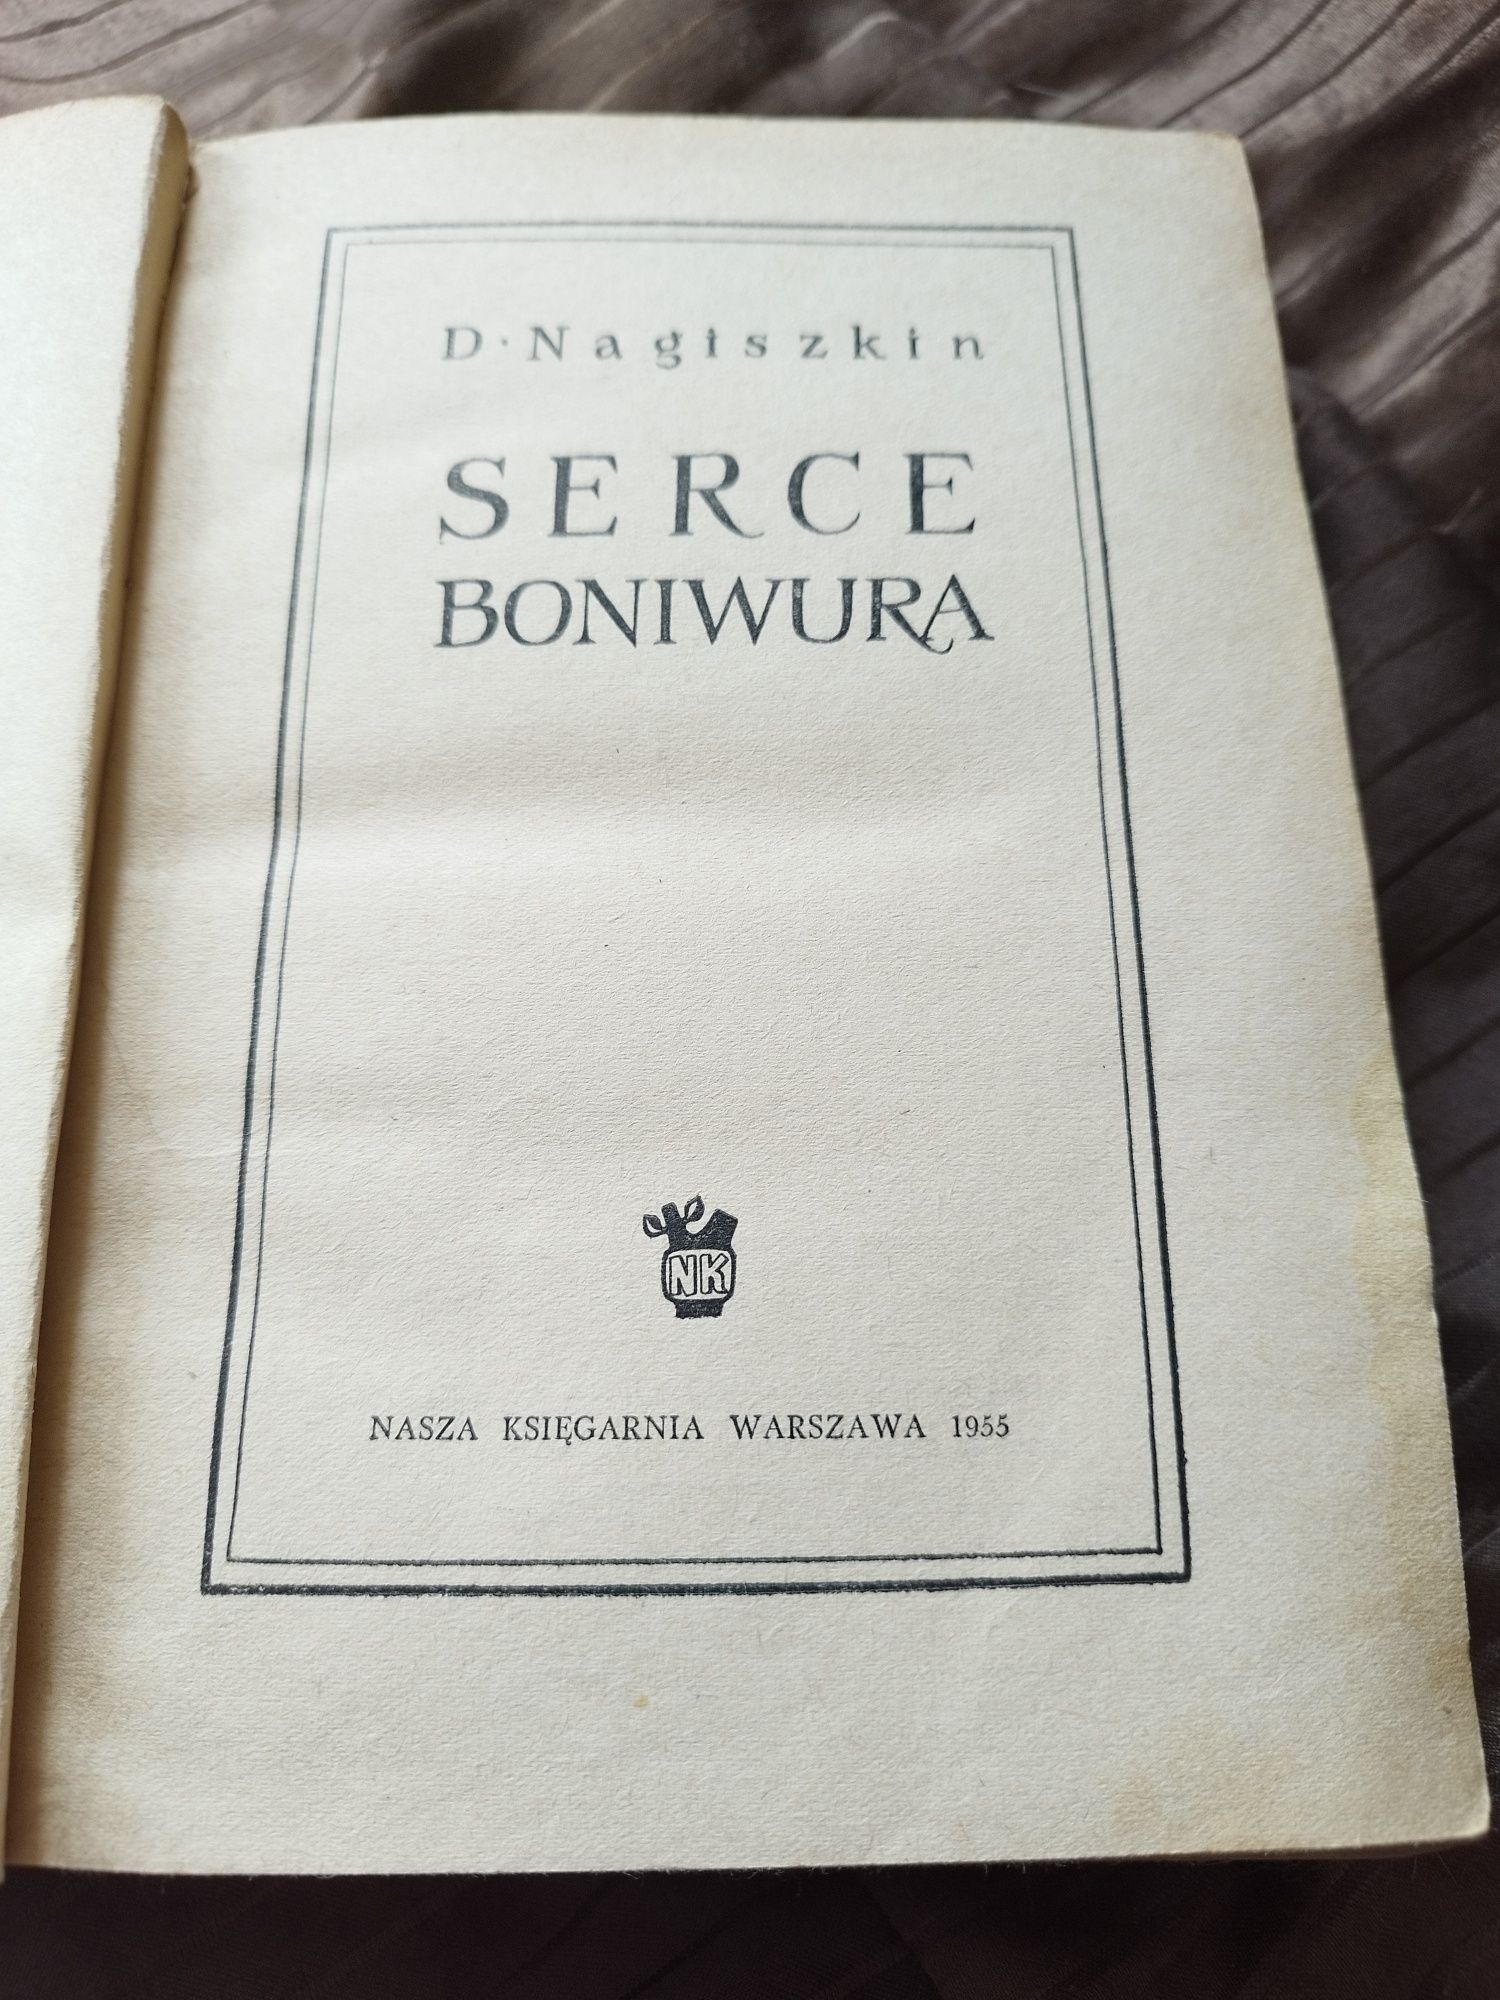 D. Nagiszkin
SERCE
BONIWURA
NK
NASZA KSIĘGARNIA WARSZAWA 1955